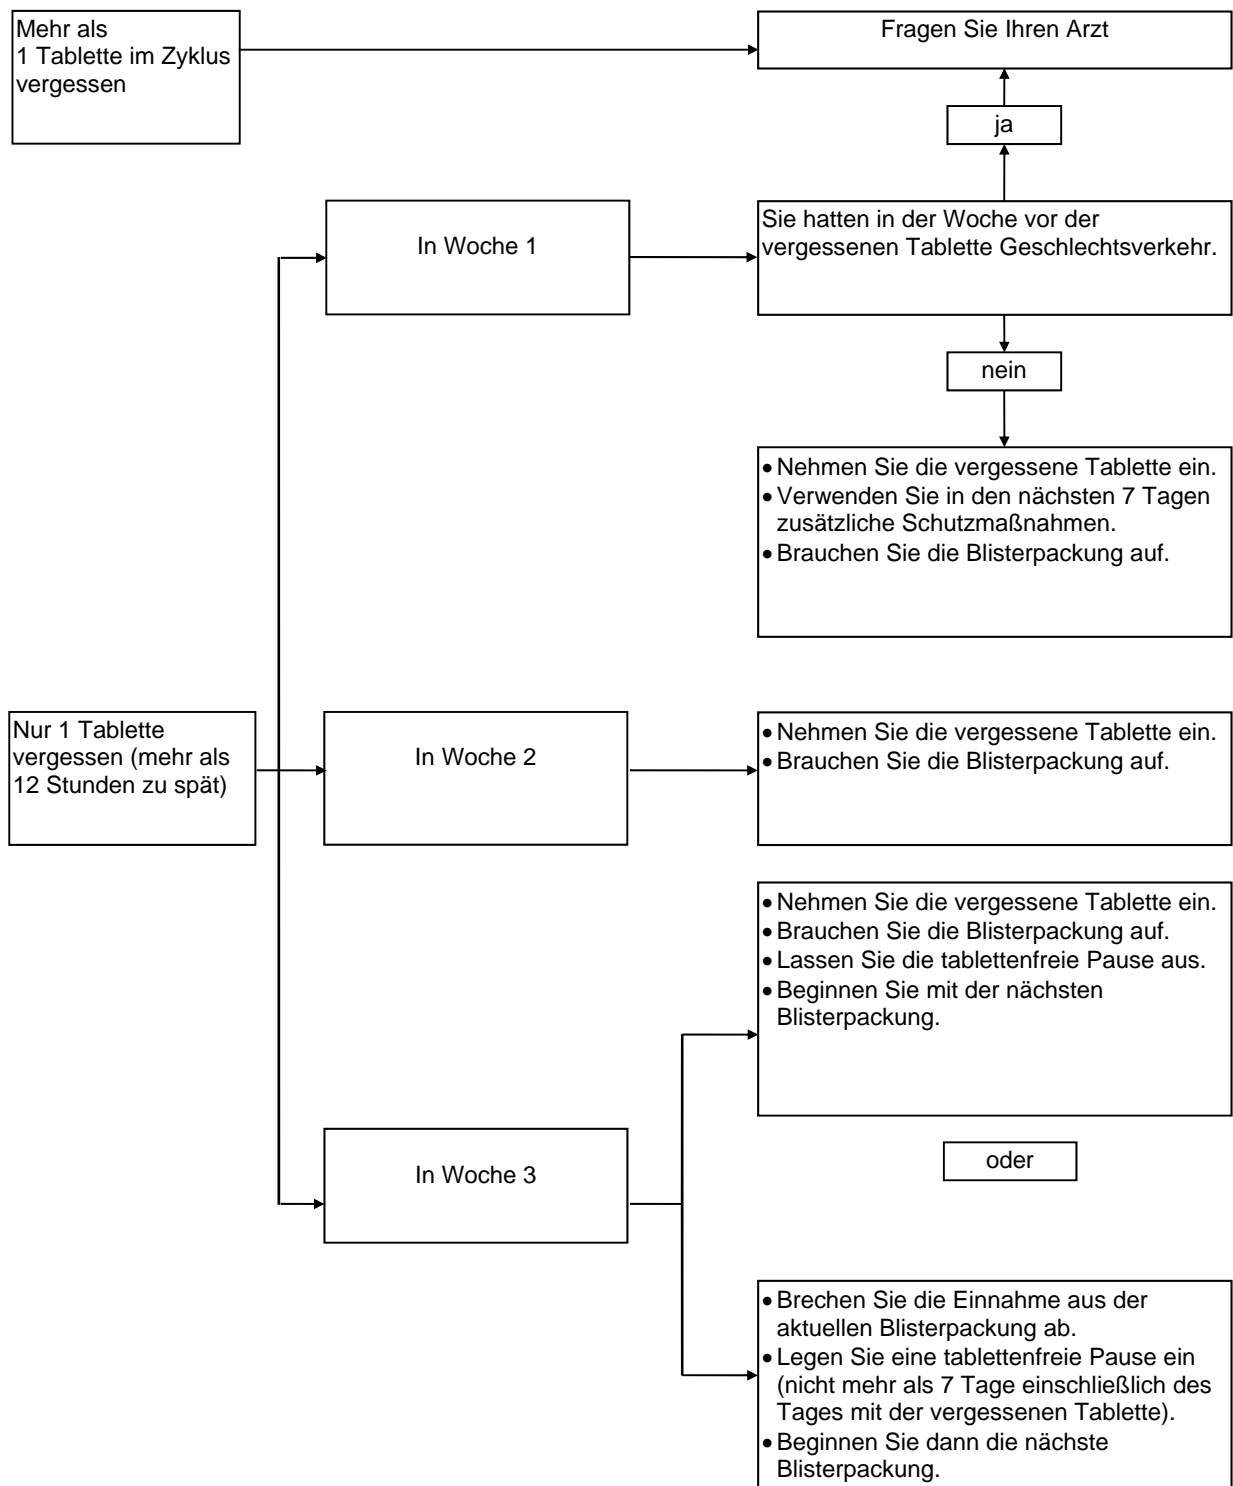 Mehr als
1 Tablette im Zyklus
vergessen
Fragen Sie Ihren Arzt
ja
In Woche 1
Sie hatten in der Woche vor der
vergessenen Tablette Geschlechtsverkehr.
nein
• Nehmen Sie die vergessene Tablette ein.
• Verwenden Sie in den nächsten 7 Tagen
zusätzliche Schutzmaßnahmen.
• Brauchen Sie die Blisterpackung auf.
Nur 1 Tablette
vergessen (mehr als
12 Stunden zu spät)
In Woche 2
• Nehmen Sie die vergessene Tablette ein.
• Brauchen Sie die Blisterpackung auf.
• Nehmen Sie die vergessene Tablette ein.
• Brauchen Sie die Blisterpackung auf.
• Lassen Sie die tablettenfreie Pause aus.
• Beginnen Sie mit der nächsten
Blisterpackung.
In Woche 3
oder
• Brechen Sie die Einnahme aus der
aktuellen Blisterpackung ab.
• Legen Sie eine tablettenfreie Pause ein
(nicht mehr als 7 Tage einschließlich des
Tages mit der vergessenen Tablette).
• Beginnen Sie dann die nächste
Blisterpackung.